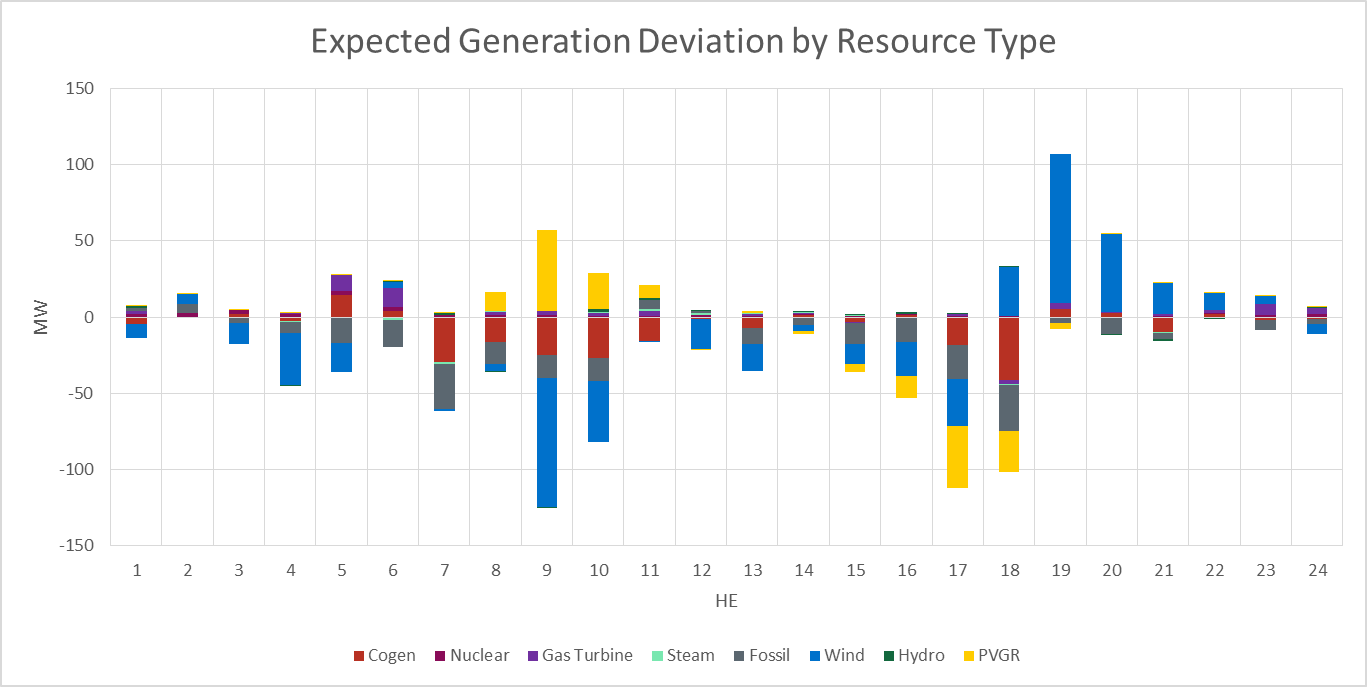 Expected Generation Deviation by Resource Type
150
100
50
0
-50
-100
-150
MW
1 2 3 4 5 6 7 8 9 10 11 12 13 14 15 16 17 18 19 20 21 22 23 24
HE
Cogen Nuclear Gas Turbine Steam Fossil Wind Hydro PVGR